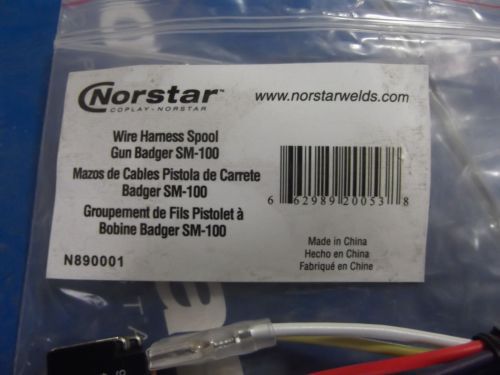 Norstar™
COPLAY-NORSTAR
www.norstarwelds.com
Wire Harness Spool
Gun Badger SM-100
Mazos de Cables Pistola de Carrete
Badger SM-100
Groupement de Fils Pistolet à
Bobine Badger SM-100
N890001
6 62989 20053 8
Made in China
Hecho en China
Fabriqué en Chine